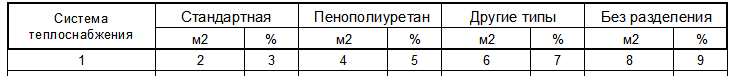 Система теплоснабжения Стандартная Пенополиуретан Другие типы Без разделения
м2 % м2 % м2 % м2 %
1 2 3 4 5 6 7 8 9